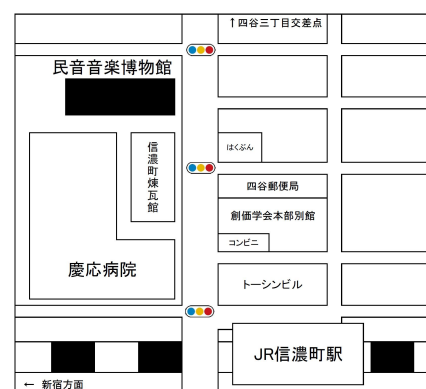 ↑四谷三丁目交差点
民音音楽博物館
はくぶん
信濃町煉瓦館
四谷郵便局
創価学会本部別館
コンビニ
慶応病院
トーシンビル
JR信濃町駅
← 新宿方面